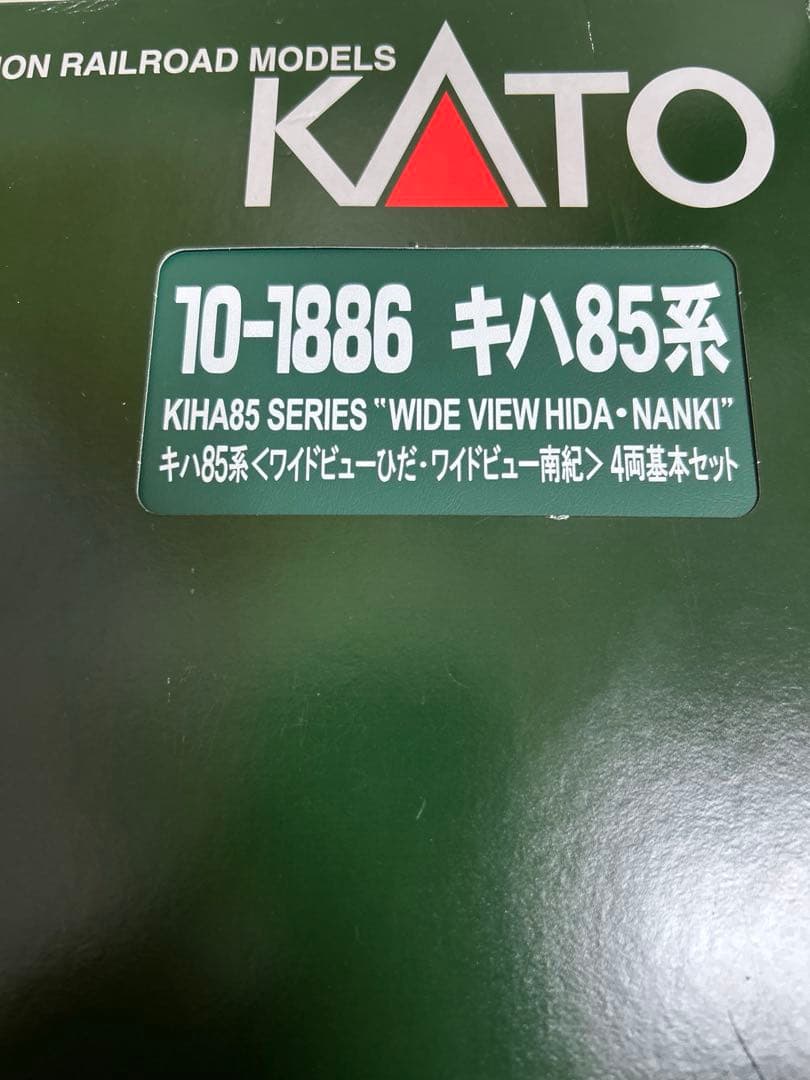 ION RAILROAD MODELS
KATO
10-1886 キハ85系
KIHA85 SERIES "WIDE VIEW HIDA・NANKI"
キハ85系<ワイドビューひだ・ワイドビュー南紀> 4両基本セット